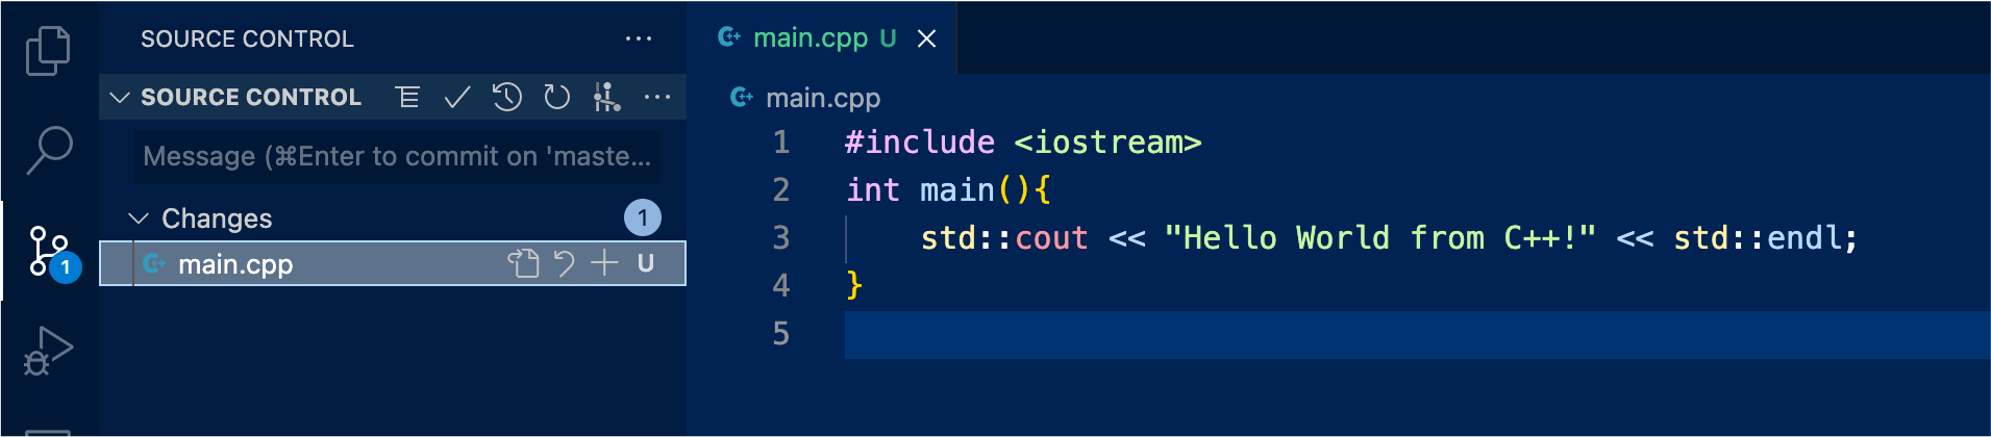 SOURCE CONTROL
SOURCE CONTROL
Message (⌘Enter to commit on 'maste...
Changes 1
main.cpp U
1
main.cpp U
main.cpp
1 #include <iostream>
2 int main(){
3 std::cout << "Hello World from C++!" << std::endl;
4 }
5